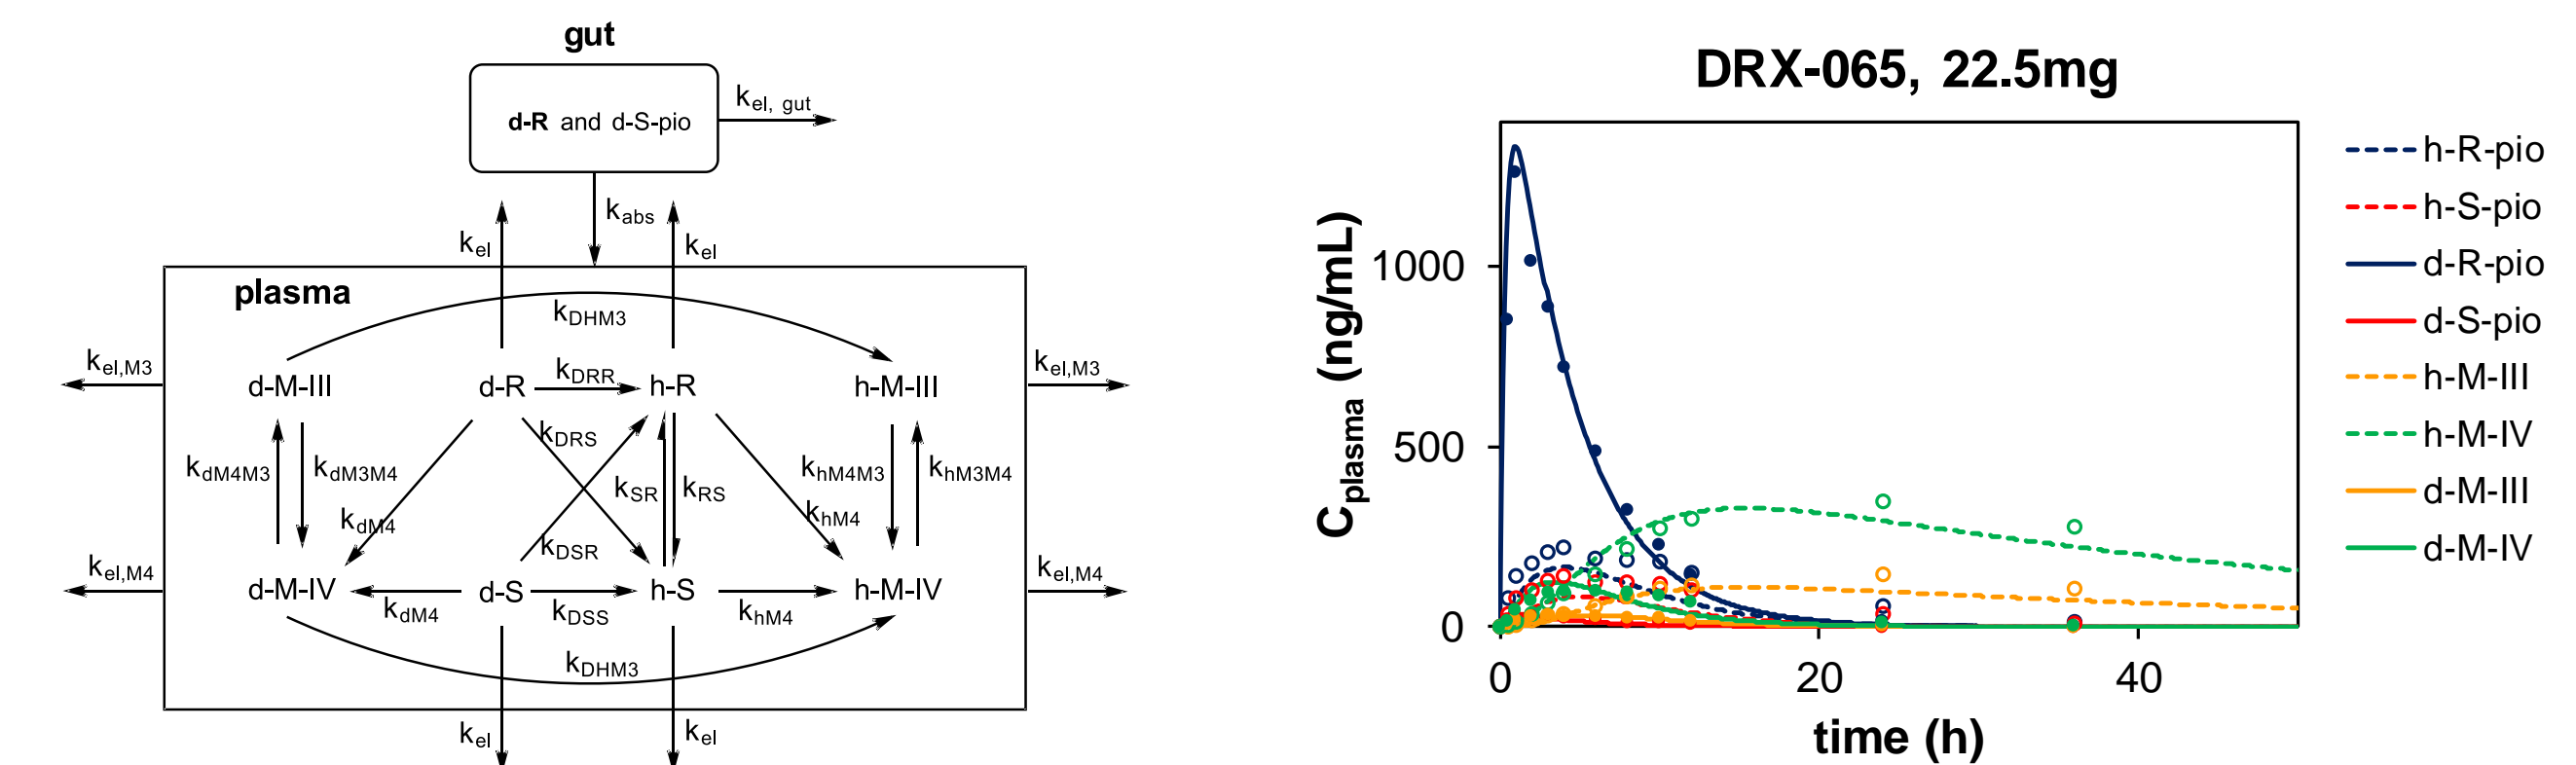 gut
d-R and d-S-pio
kel, gut
kabs
kel
kel
plasma
kDHM3
kel,M3
d-M-III
d-R
kDRR
h-R
h-M-III
kel,M3
kDRS
kdM4M3
kdM3M4
kSR
kRS
khM4M3
khM3M4
kdM4
khM4
kDSR
kel,M4
d-M-IV
kdM4
d-S
kDSS
h-S
khM4
h-M-IV
kel,M4
kDHM3
kel
kel
DRX-065, 22.5mg
Cplasma (ng/mL)
1000
500
0
0
20
40
time (h)
h-R-pio
h-S-pio
d-R-pio
d-S-pio
h-M-III
h-M-IV
d-M-III
d-M-IV